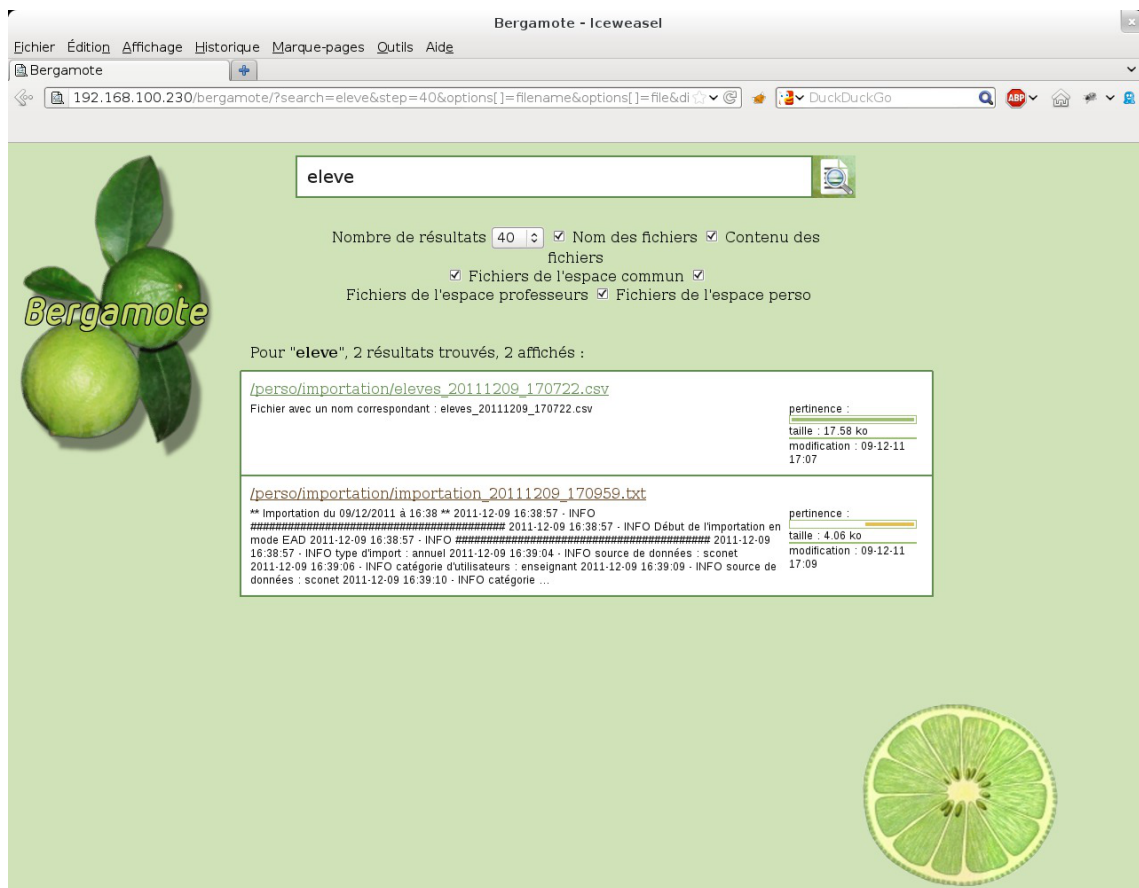 Bergamote - Iceweasel
Fichier Édition Affichage Historique Marque-pages Outils Aide
Bergamote
192.168.100.230/bergamote/?search=eleve&step=40&options[]=filename&options[]=file&di
DuckDuckGo
ABP
eleve
Bergamote
Nombre de résultats 40 Nom des fichiers Contenu des
fichiers
Fichiers de l'espace commun
Fichiers de l'espace professeurs Fichiers de l'espace perso
Pour "eleve", 2 résultats trouvés, 2 affichés :
/perso/importation/eleves_20111209_170722.csv
Fichier avec un nom correspondant : eleves_20111209_170722.csv
pertinence :
taille : 17.58 ko
modification : 09-12-11
17:07
/perso/importation/importation_20111209_170959.txt
** Importation du 09/12/2011 à 16:38 ** 2011-12-09 16:38:57 - INFO
######################################### 2011-12-09 16:38:57 - INFO Début de l'importation en
mode EAD 2011-12-09 16:38:57 - INFO ######################################### 2011-12-09
16:38:57 - INFO type d'import : annuel 2011-12-09 16:39:04 - INFO source de données : sconet
2011-12-09 16:39:06 - INFO catégorie d'utilisateurs : enseignant 2011-12-09 16:39:09 - INFO source de
données : sconet 2011-12-09 16:39:10 - INFO catégorie ...
pertinence :
taille : 4.06 ko
modification : 09-12-11
17:09